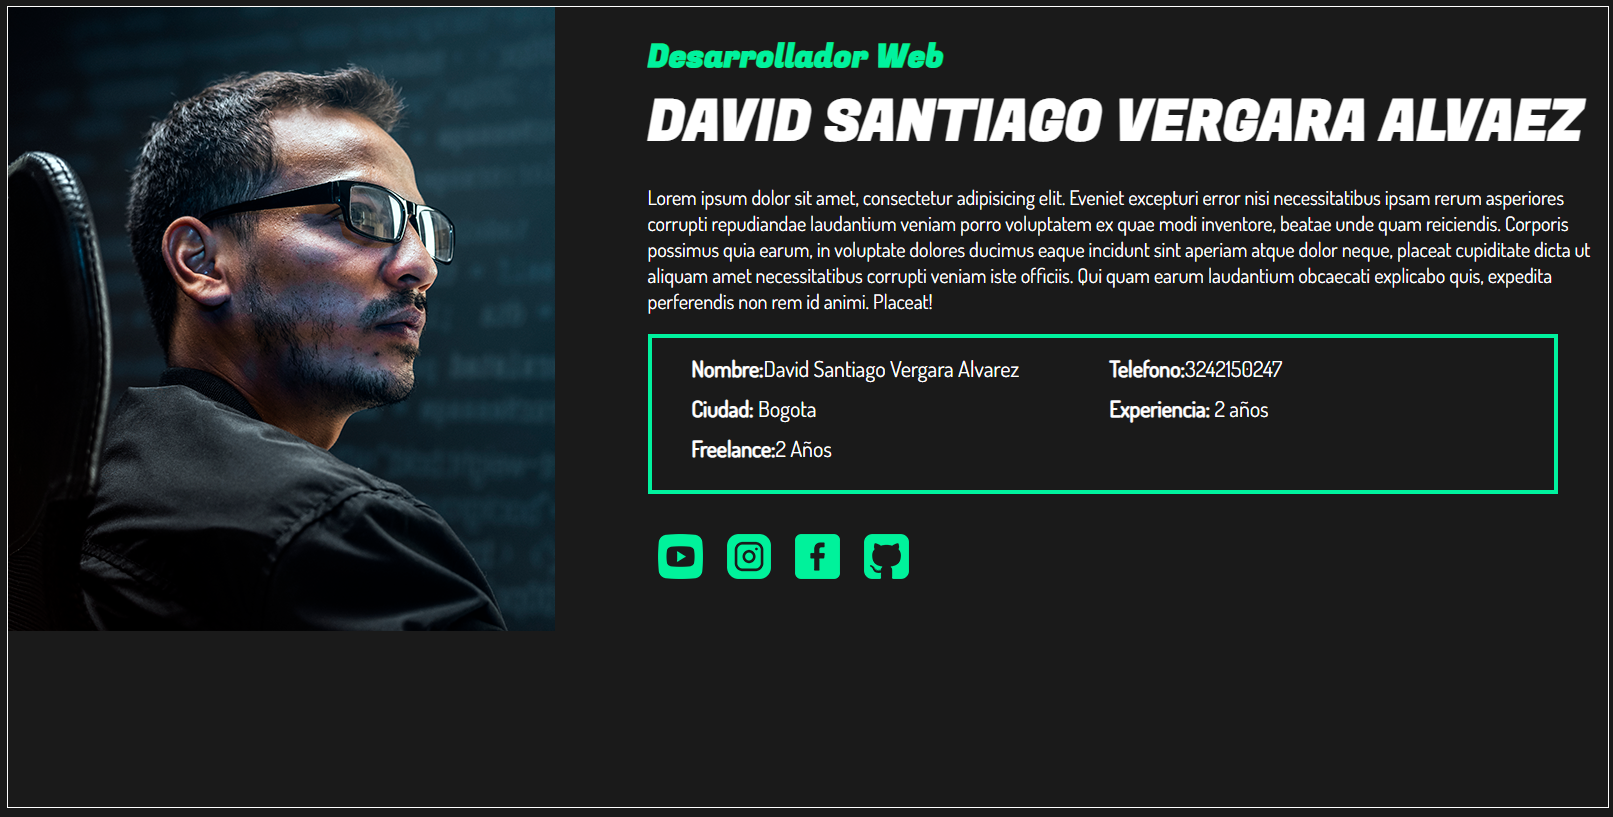 Desarrollador Web
DAVID SANTIAGO VERGARA ALVAEZ
Lorem ipsum dolor sit amet, consectetur adipisicing elit. Eveniet excepturi error nisi necessitatibus ipsam rerum asperiores
corrupti repudiandae laudantium veniam porro voluptatem ex quae modi inventore, beatae unde quam reiciendis. Corporis
possimus quia earum, in voluptate dolores ducimus eaque incidunt sint aperiam atque dolor neque, placeat cupiditate dicta ut
aliquam amet necessitatibus corrupti veniam iste officiis. Qui quam earum laudantium obcaecati explicabo quis, expedita
perferendis non rem id animi. Placeat!
Nombre:David Santiago Vergara Alvarez
Telefono:3242150247
Ciudad: Bogota
Experiencia: 2 años
Freelance:2 Años